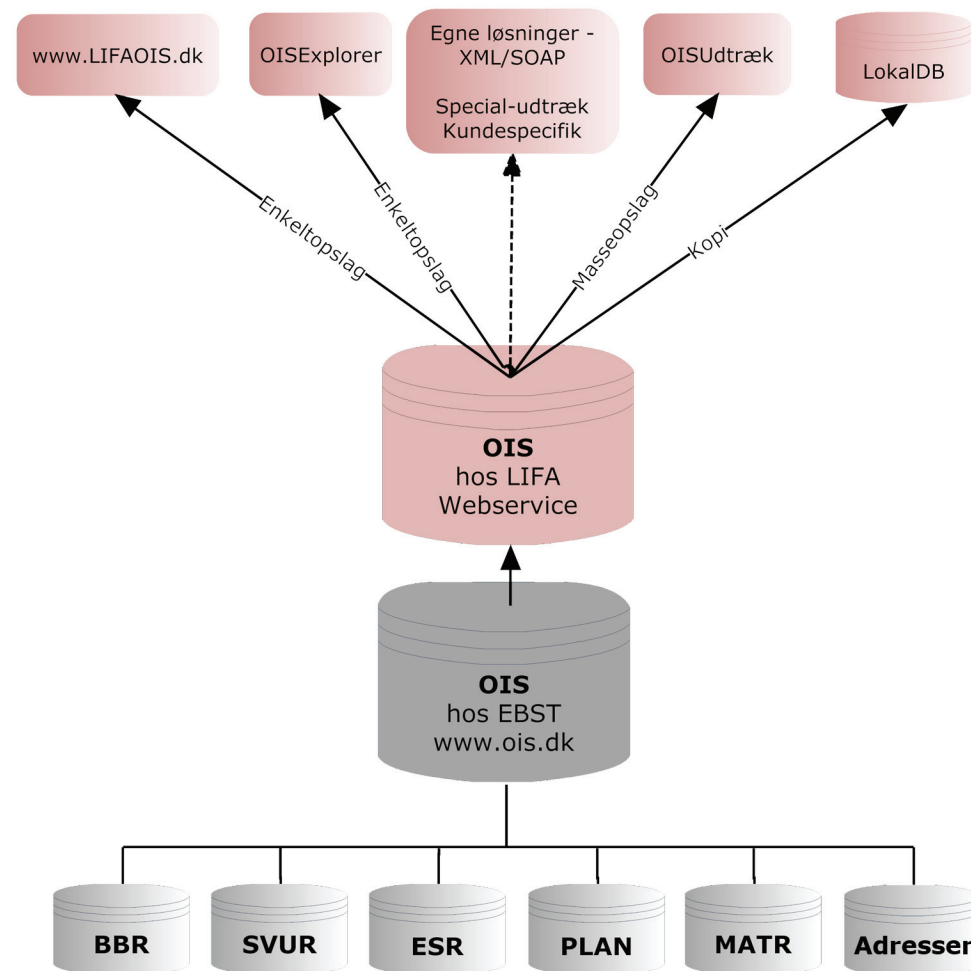 www.LIFAOIS.dk
OISExplorer
Egne løsninger -
XML/SOAP
Special-udtræk
Kundespecifik
OISUdtræk
LokalDB
Enkeltopslag
Enkeltopslag
Masseopslag
Kopi
OIS
hos LIFA
Webservice
OIS
hos EBST
www.ois.dk
BBR
SVUR
ESR
PLAN
MATR
Adresser